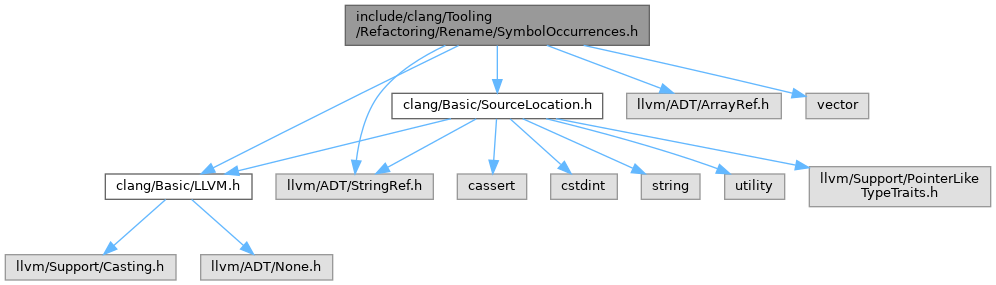 include/clang/Tooling
/Refactoring/Rename/SymbolOccurrences.h
clang/Basic/SourceLocation.h
llvm/ADT/ArrayRef.h
vector
clang/Basic/LLVM.h
llvm/ADT/StringRef.h
cassert
cstdint
string
utility
llvm/Support/PointerLike
TypeTraits.h
llvm/Support/Casting.h
llvm/ADT/None.h